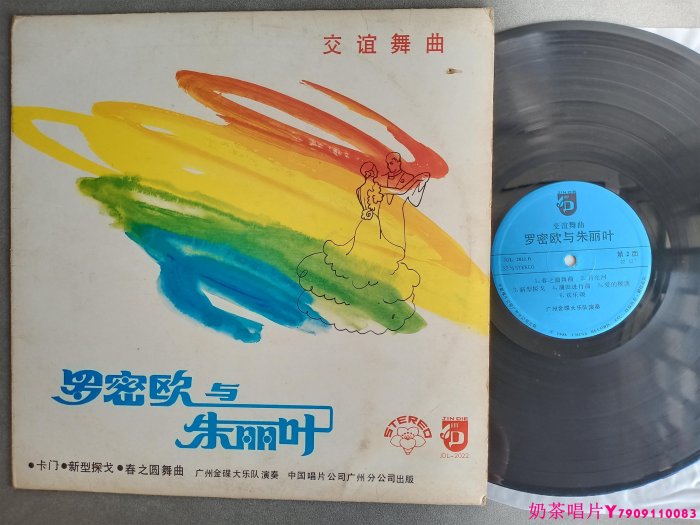 交谊舞曲
罗密欧与
朱丽叶
STEREO
JIN DIE
JDL-2022
●卡门●新型探戈●春之圆舞曲 广州金碟大乐队演奏 中国唱片公司广州分公司出版
JIN DIE
交谊舞曲
罗密欧与朱丽叶
第2面
广州金碟大乐队演奏
奶茶唱片Y7909110083